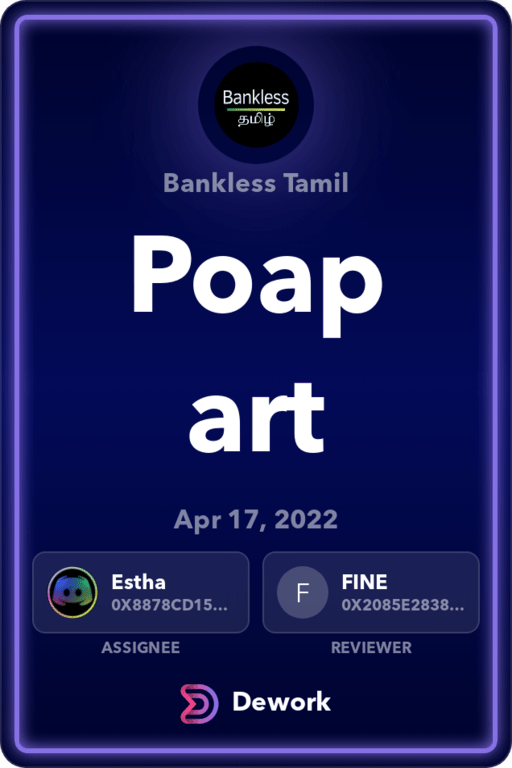 Bankless
தமிழ்
Bankless Tamil
Poap
art
Apr 17, 2022
Estha
0X8878CD15...
FINE
0X2085E2838...
F
ASSIGNEE
REVIEWER
Dework